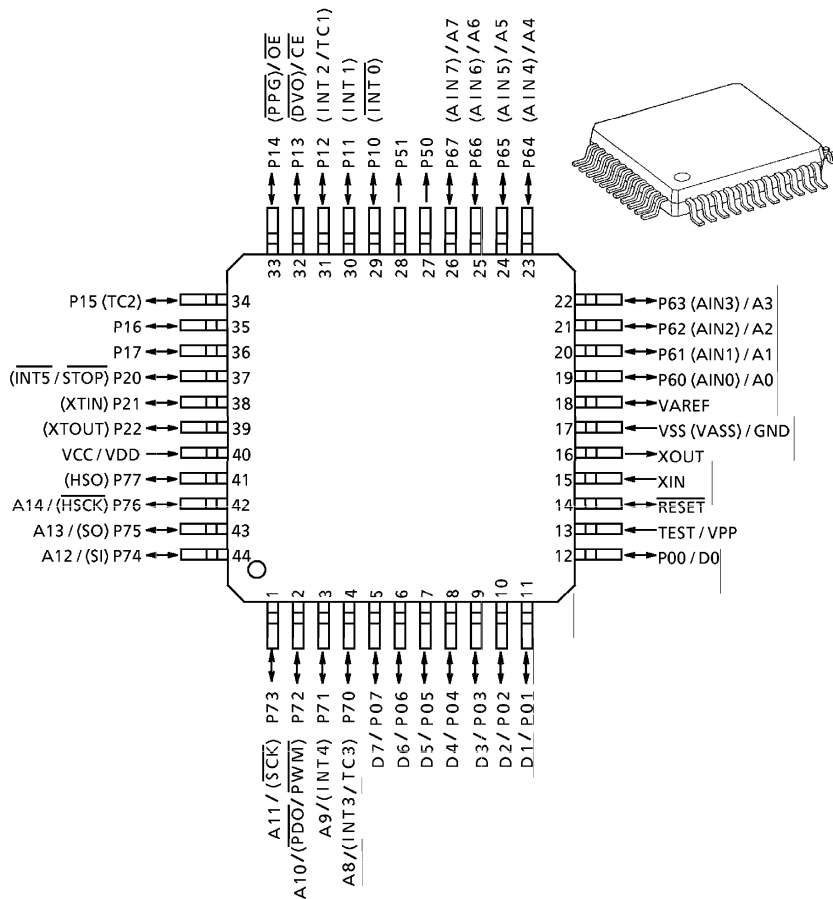 P14 (PPG)/OE
P13 (DVO)/CE
P12 (INT2/TC1)
P11 (INT1)
P10 (INT0)
P51
P50
P67 (AIN7)/A7
P66 (AIN6)/A6
P65 (AIN5)/A5
P64 (AIN4)/A4
33
32
31
30
29
28
27
26
25
24
23
P15 (TC2) 34
P16 35
P17 36
(INT5/STOP) P20 37
(XTIN) P21 38
(XTOUT) P22 39
VCC/VDD 40
(HSO) P77 41
A14/(HSCK) P76 42
A13/(SO) P75 43
A12/(SI) P74 44
22 P63 (AIN3)/A3
21 P62 (AIN2)/A2
20 P61 (AIN1)/A1
19 P60 (AIN0)/A0
18 VAREF
17 VSS (VASS)/GND
16 XOUT
15 XIN
14 RESET
13 TEST/VPP
12 P00/D0
1
2
3
4
5
6
7
8
9
10
11
A11/(SCK) P73
A10/(PDO/PWM) P72
A9/(INT4) P71
A8/(INT3/TC3) P70
D7/P07
D6/P06
D5/P05
D4/P04
D3/P03
D2/P02
D1/P01